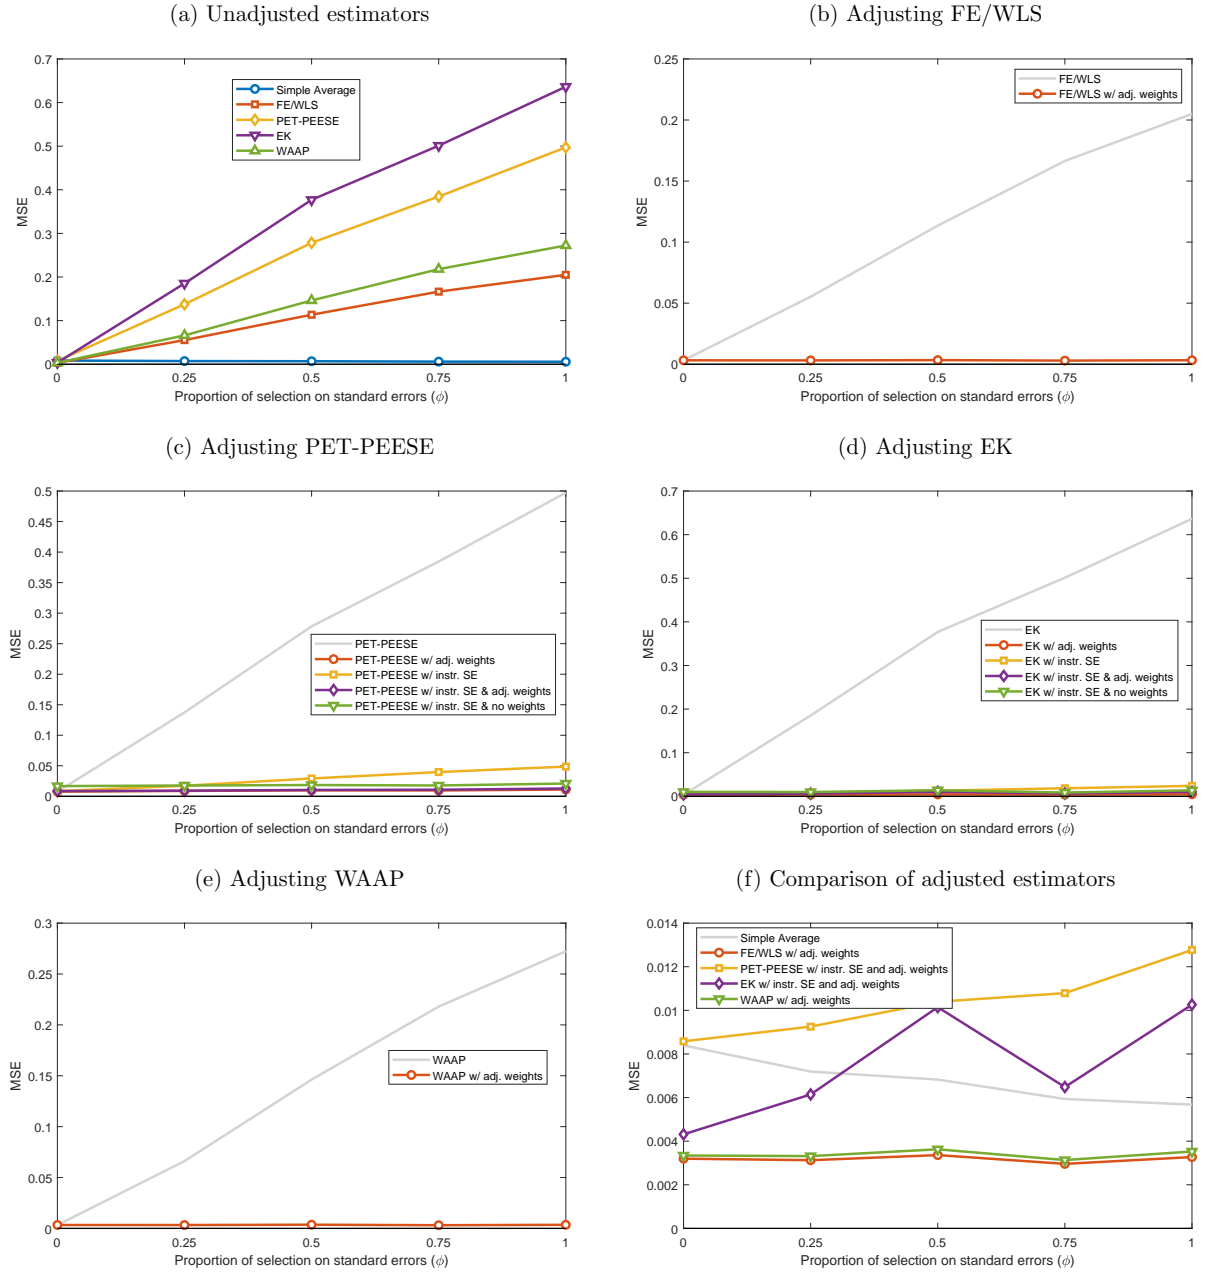 (a) Unadjusted estimators
0.7
0.6
0.5
0.4
0.3
0.2
0.1
0
MSE
Simple Average
FE/WLS
PET-PEESE
EK
WAAP
0 0.25 0.5 0.75 1
Proportion of selection on standard errors (ϕ)
(b) Adjusting FE/WLS
0.25
0.2
0.15
0.1
0.05
0
MSE
FE/WLS
FE/WLS w/ adj. weights
0 0.25 0.5 0.75 1
Proportion of selection on standard errors (ϕ)
(c) Adjusting PET-PEESE
0.5
0.45
0.4
0.35
0.3
0.25
0.2
0.15
0.1
0.05
0
MSE
PET-PEESE
PET-PEESE w/ adj. weights
PET-PEESE w/ instr. SE
PET-PEESE w/ instr. SE & adj. weights
PET-PEESE w/ instr. SE & no weights
0 0.25 0.5 0.75 1
Proportion of selection on standard errors (ϕ)
(d) Adjusting EK
0.7
0.6
0.5
0.4
0.3
0.2
0.1
0
MSE
EK
EK w/ adj. weights
EK w/ instr. SE
EK w/ instr. SE & adj. weights
EK w/ instr. SE & no weights
0 0.25 0.5 0.75 1
Proportion of selection on standard errors (ϕ)
(e) Adjusting WAAP
0.3
0.25
0.2
0.15
0.1
0.05
0
MSE
WAAP
WAAP w/ adj. weights
0 0.25 0.5 0.75 1
Proportion of selection on standard errors (ϕ)
(f) Comparison of adjusted estimators
0.014
0.012
0.01
0.008
0.006
0.004
0.002
0
MSE
Simple Average
FE/WLS w/ adj. weights
PET-PEESE w/ instr. SE and adj. weights
EK w/ instr. SE and adj. weights
WAAP w/ adj. weights
0 0.25 0.5 0.75 1
Proportion of selection on standard errors (ϕ)